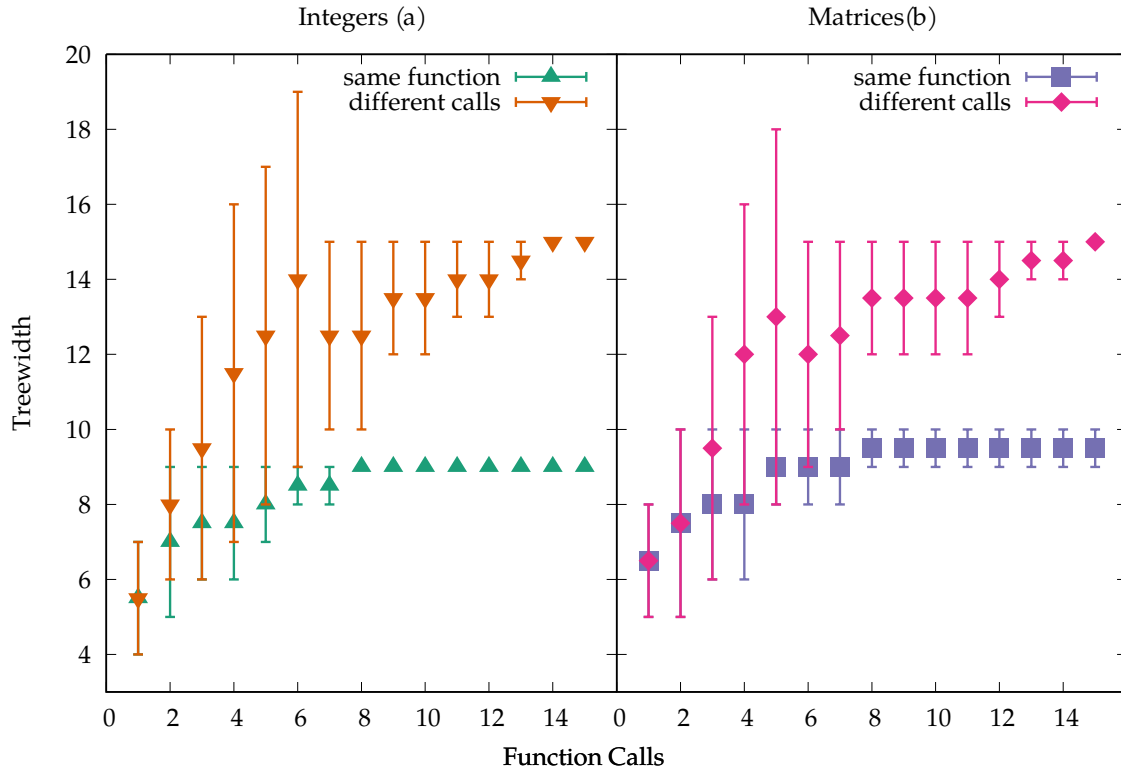 Integers (a)
Matrices(b)
20
18
16
14
12
10
8
6
4
Treewidth
same function
different calls
same function
different calls
0 2 4 6 8 10 12 14
0 2 4 6 8 10 12 14
Function Calls